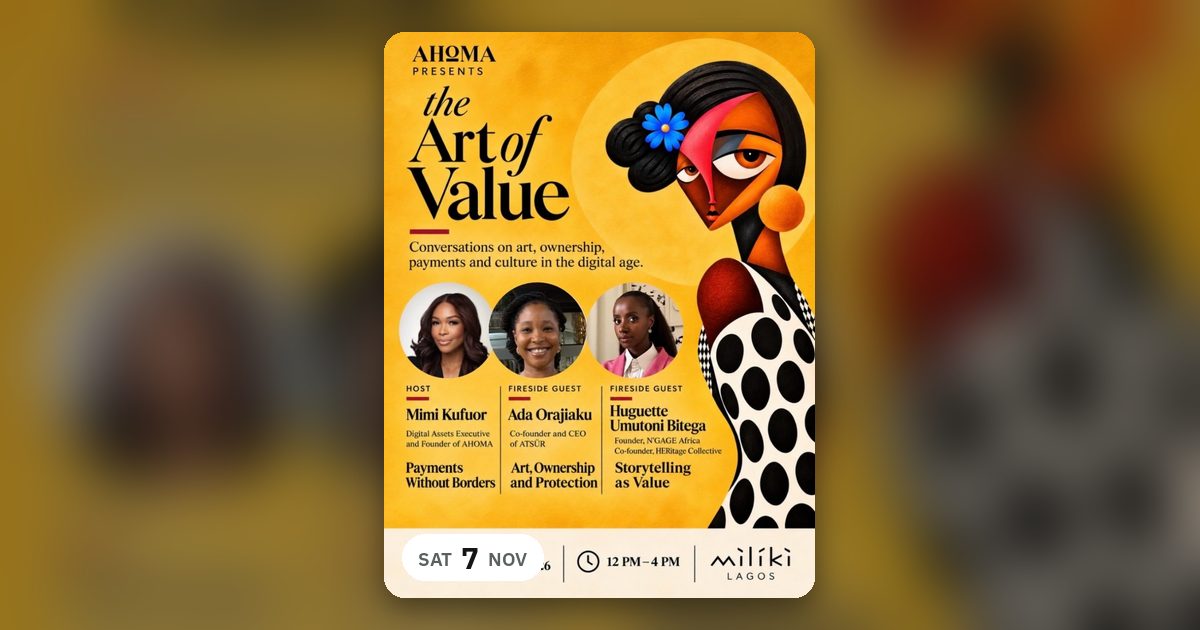 AHOMA
PRESENTS
the
Art of
Value
Conversations on art, ownership,
payments and culture in the digital age.
HOST
Mimi Kufuor
Digital Assets Executive
and Founder of AHOMA
Payments
Without Borders
FIRESIDE GUEST
Ada Orajiaku
Co-founder and CEO
of ATSŪR
Art, Ownership
and Protection
FIRESIDE GUEST
Huguette
Umutoni Bitega
Founder, N'GAGE Africa
Co-founder, HERitage Collective
Storytelling
as Value
SAT 7 NOV
12 PM – 4 PM
mìlíkì
LAGOS